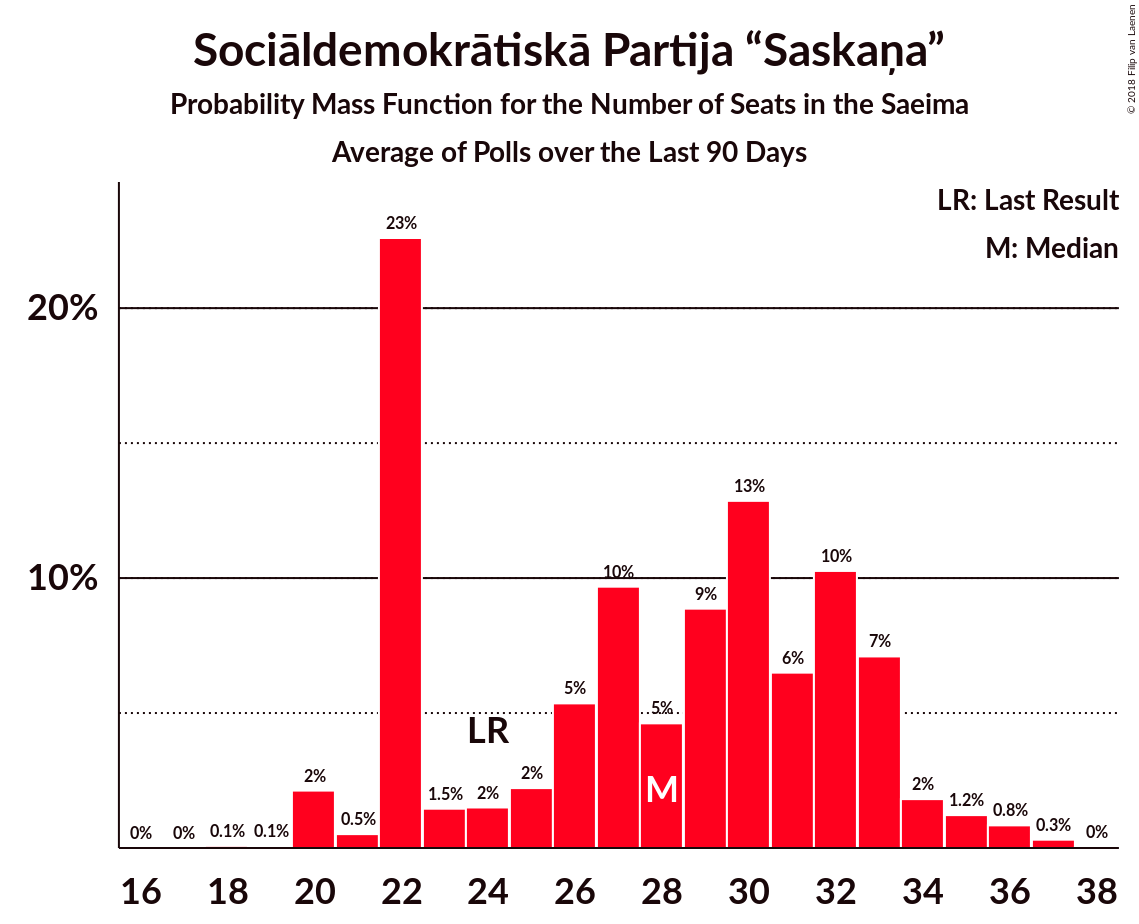 Sociāldemokrātiskā Partija “Saskaņa”
Probability Mass Function for the Number of Seats in the Saeima
Average of Polls over the Last 90 Days
© 2018 Filip van Laenen
LR: Last Result
M: Median
20%
10%
0% 0% 0.1% 0.1% 2% 0.5% 23% 1.5% 2% 2% 5% 10% 5% 9% 13% 6% 10% 7% 2% 1.2% 0.8% 0.3% 0%
LR
M
16 18 20 22 24 26 28 30 32 34 36 38